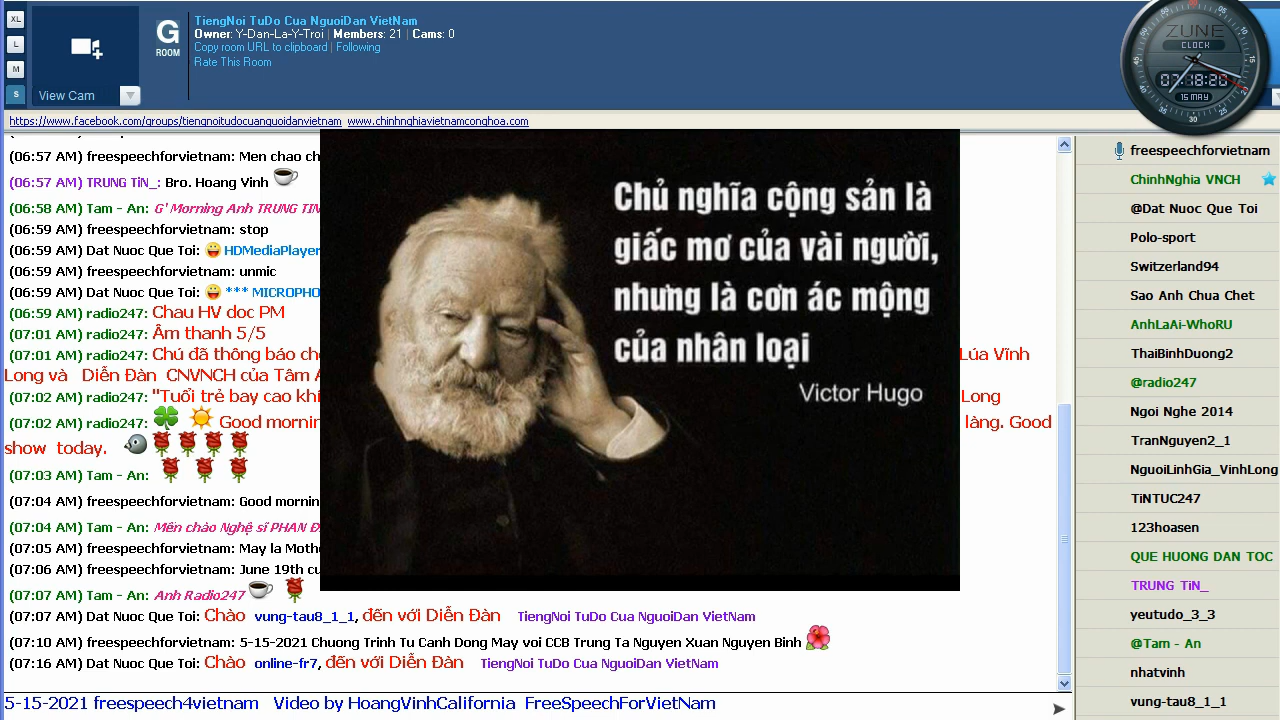 XL
L
M
S
View Cam
G
ROOM
TiengNoi TuDo Cua NguoiDan VietNam
Owner: Y-Dan-La-Y-Troi | Members: 21 | Cams: 0
Copy room URL to clipboard | Following
Rate This Room
ZUNE
CLOCK
07:18:28
15 MAY
https://www.facebook.com/groups/tiengnoitudocuanguoidanvietnam www.chinhnghiavietnamconghoa.com
(06:57 AM) freespeechforvietnam: Men chao ch
(06:57 AM) TRUNG TiN_: Bro. Hoang Vinh
(06:58 AM) Tam - An: G' Morning Anh TRUNG TIN
(06:59 AM) freespeechforvietnam: stop
(06:59 AM) Dat Nuoc Que Toi: HDMediaPlayer
(06:59 AM) freespeechforvietnam: unmic
(06:59 AM) Dat Nuoc Que Toi: *** MICROPHO
(06:59 AM) radio247: Chau HV doc PM
(07:01 AM) radio247: Âm thanh 5/5
(07:01 AM) radio247: Chú đã thông báo ch Lúa Vĩnh
Long và Diễn Đàn CNVNCH của Tâm A
(07:02 AM) radio247: "Tuổi trẻ bay cao khí Long
(07:02 AM) radio247: Good mornin làng. Good
show today.
(07:03 AM) Tam - An:
(07:04 AM) freespeechforvietnam: Good mornin
(07:04 AM) Tam - An: Mến chào Nghệ sĩ PHAN Đ
(07:05 AM) freespeechforvietnam: May la Moth
(07:06 AM) freespeechforvietnam: June 19th cu
(07:07 AM) Tam - An: Anh Radio247
(07:07 AM) Dat Nuoc Que Toi: Chào vung-tau8_1_1, đến với Diễn Đàn TiengNoi TuDo Cua NguoiDan VietNam
(07:10 AM) freespeechforvietnam: 5-15-2021 Chuong Trinh Tu Canh Dong May voi CCB Trung Ta Nguyen Xuan Nguyen Binh
(07:16 AM) Dat Nuoc Que Toi: Chào online-fr7, đến với Diễn Đàn TiengNoi TuDo Cua NguoiDan VietNam
Chủ nghĩa cộng sản là
giấc mơ của vài người,
nhưng là cơn ác mộng
của nhân loại
Victor Hugo
freespeechforvietnam
ChinhNghia VNCH
@Dat Nuoc Que Toi
Polo-sport
Switzerland94
Sao Anh Chua Chet
AnhLaAi-WhoRU
ThaiBinhDuong2
@radio247
Ngoi Nghe 2014
TranNguyen2_1
NguoiLinhGia_VinhLong
TiNTUC247
123hoasen
QUE HUONG DAN TOC
TRUNG TiN_
yeutudo_3_3
@Tam - An
nhatvinh
vung-tau8_1_1
5-15-2021 freespeech4vietnam Video by HoangVinhCalifornia FreeSpeechForVietNam